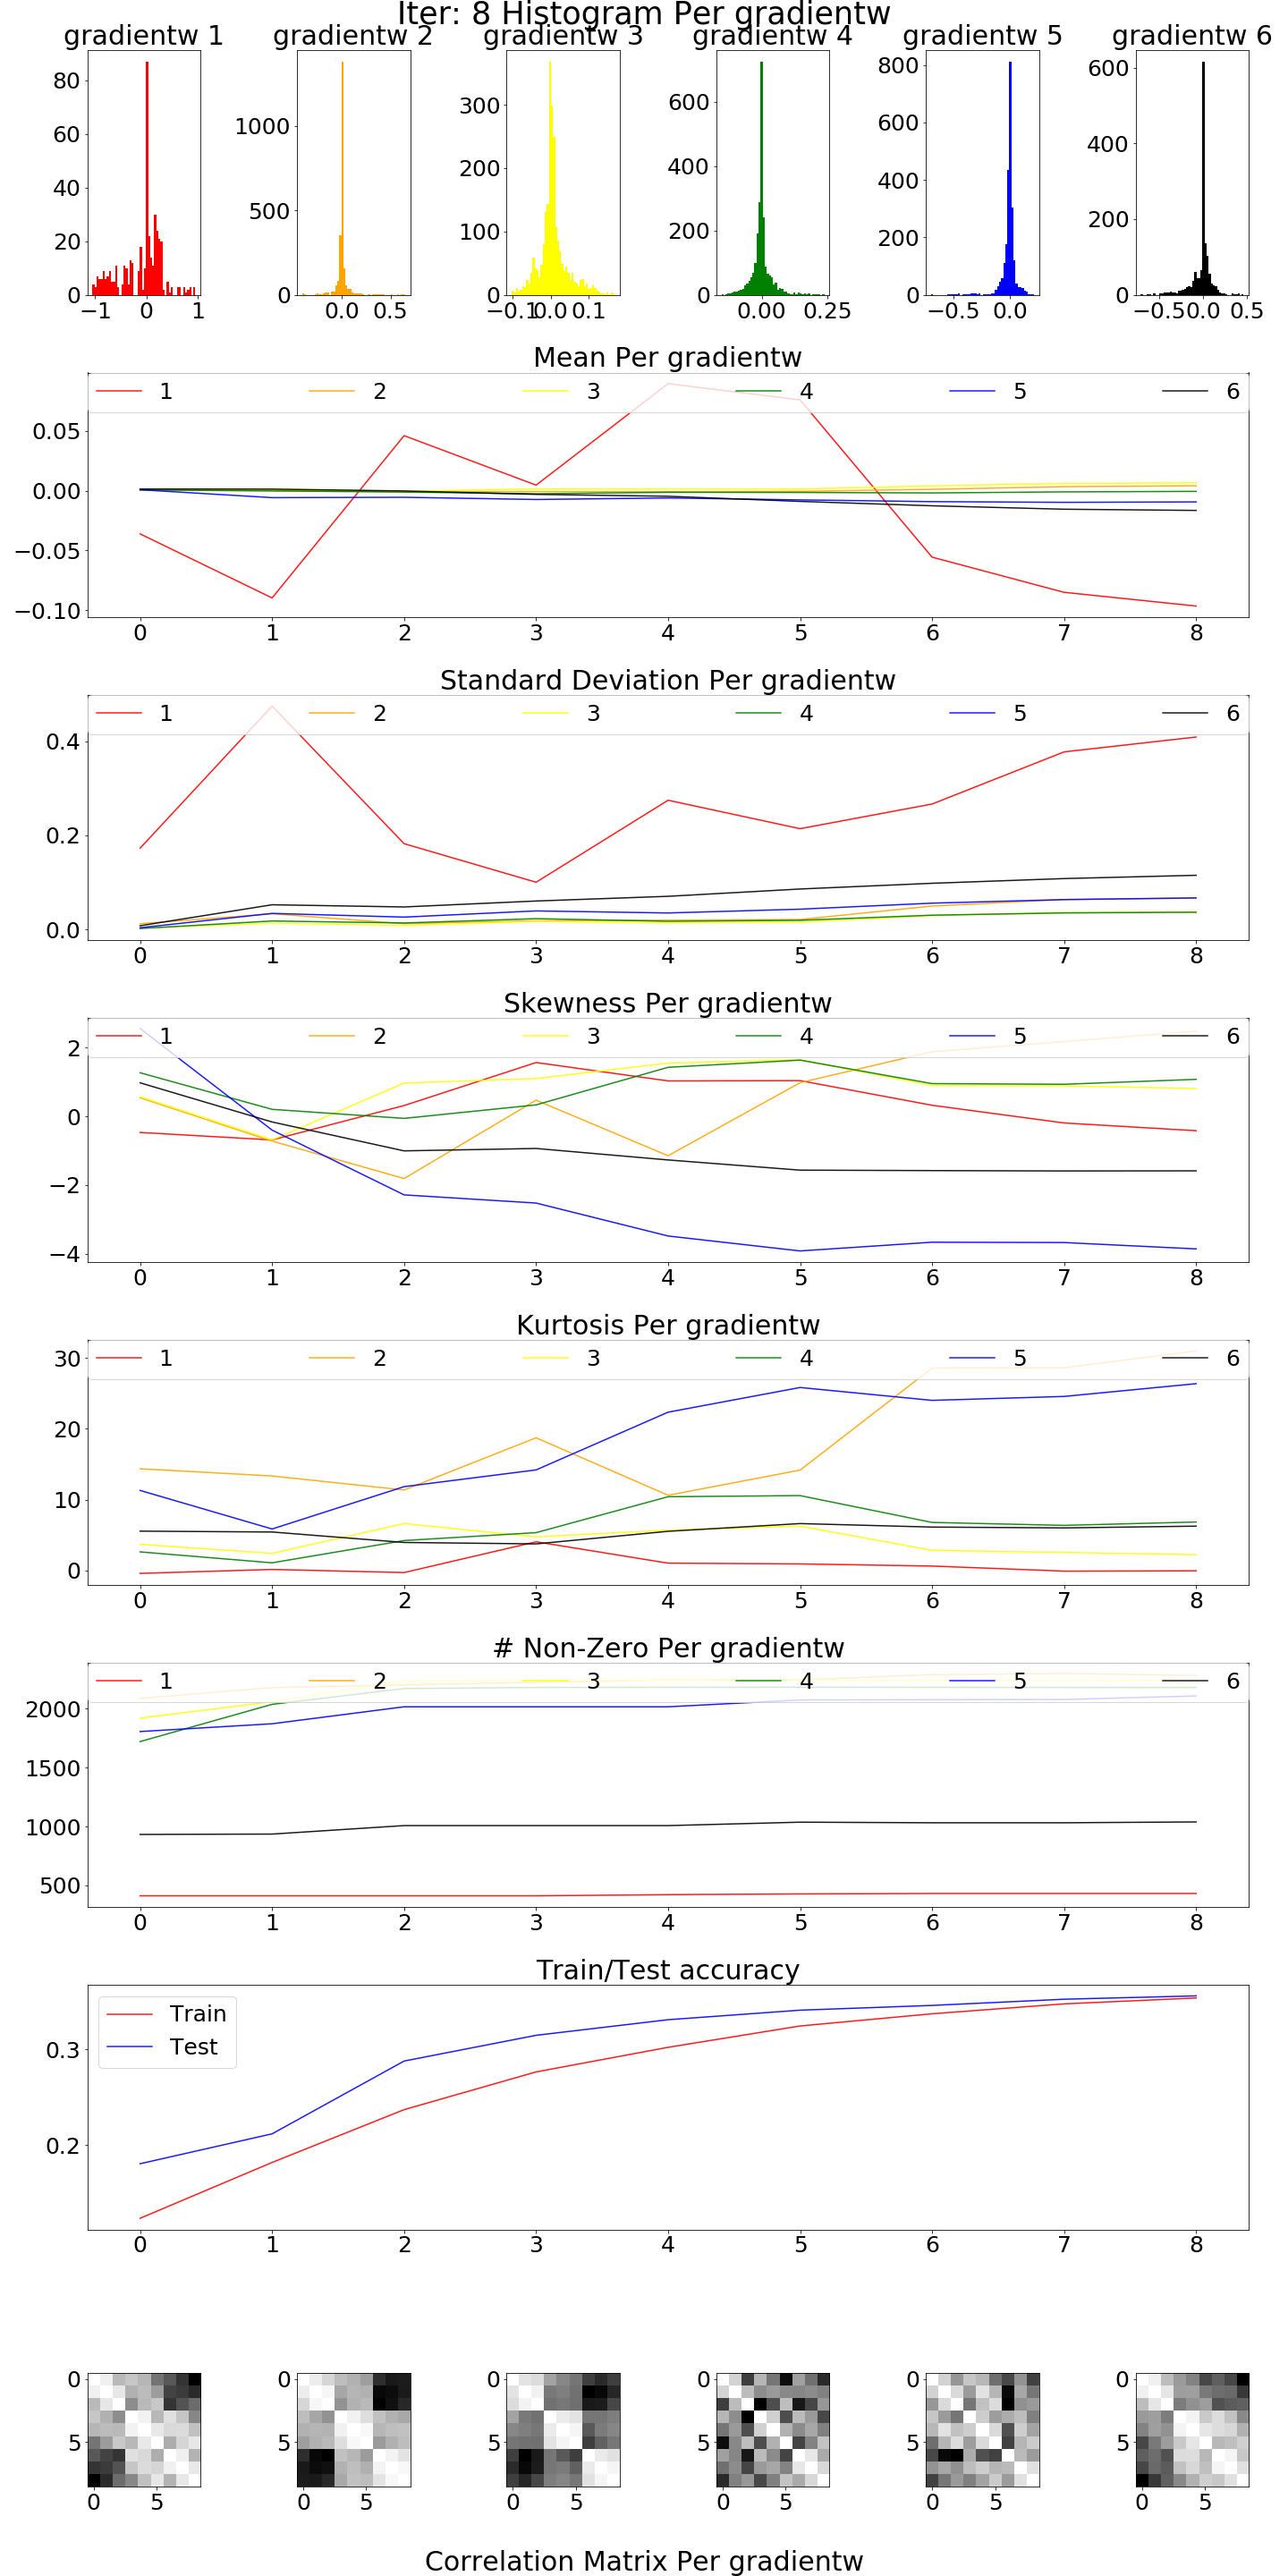 Iter: 8 Histogram Per gradientw
gradientw 1 gradientw 2 gradientw 3 gradientw 4 gradientw 5 gradientw 6
80
60
40
20
0
−1 0 1
1000
500
0
0.0 0.5
300
200
100
0
−0.1 0.0 0.1
600
400
200
0
0.00 0.25
800
600
400
200
0
−0.5 0.0
600
400
200
0
−0.5 0.0 0.5
Mean Per gradientw
1 2 3 4 5 6
0.05
0.00
−0.05
−0.10
0 1 2 3 4 5 6 7 8
Standard Deviation Per gradientw
1 2 3 4 5 6
0.4
0.2
0.0
0 1 2 3 4 5 6 7 8
Skewness Per gradientw
1 2 3 4 5 6
2
0
−2
−4
0 1 2 3 4 5 6 7 8
Kurtosis Per gradientw
1 2 3 4 5 6
30
20
10
0
0 1 2 3 4 5 6 7 8
# Non-Zero Per gradientw
1 2 3 4 5 6
2000
1500
1000
500
0 1 2 3 4 5 6 7 8
Train/Test accuracy
Train
Test
0.3
0.2
0 1 2 3 4 5 6 7 8
0 0 0 0 0 0
5 5 5 5 5 5
0 5 0 5 0 5 0 5 0 5 0 5
Correlation Matrix Per gradientw